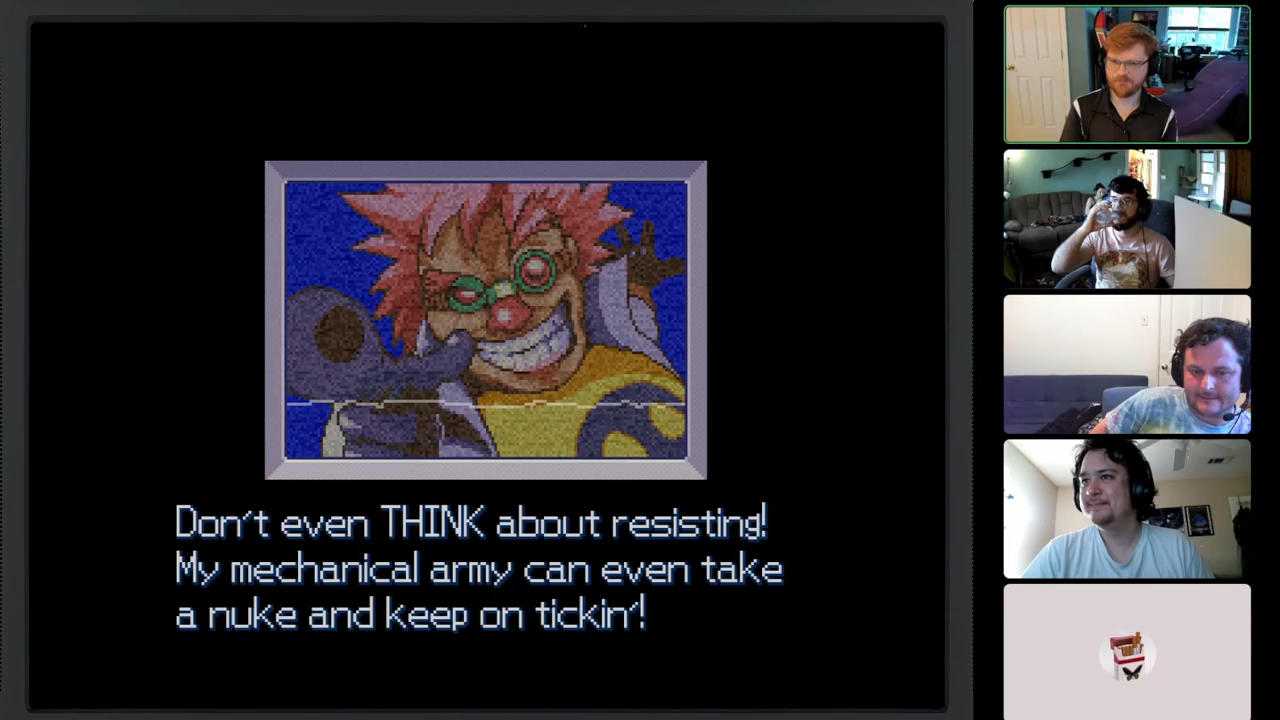 Don't even THINK about resisting!
My mechanical army can even take
a nuke and keep on tickin'!